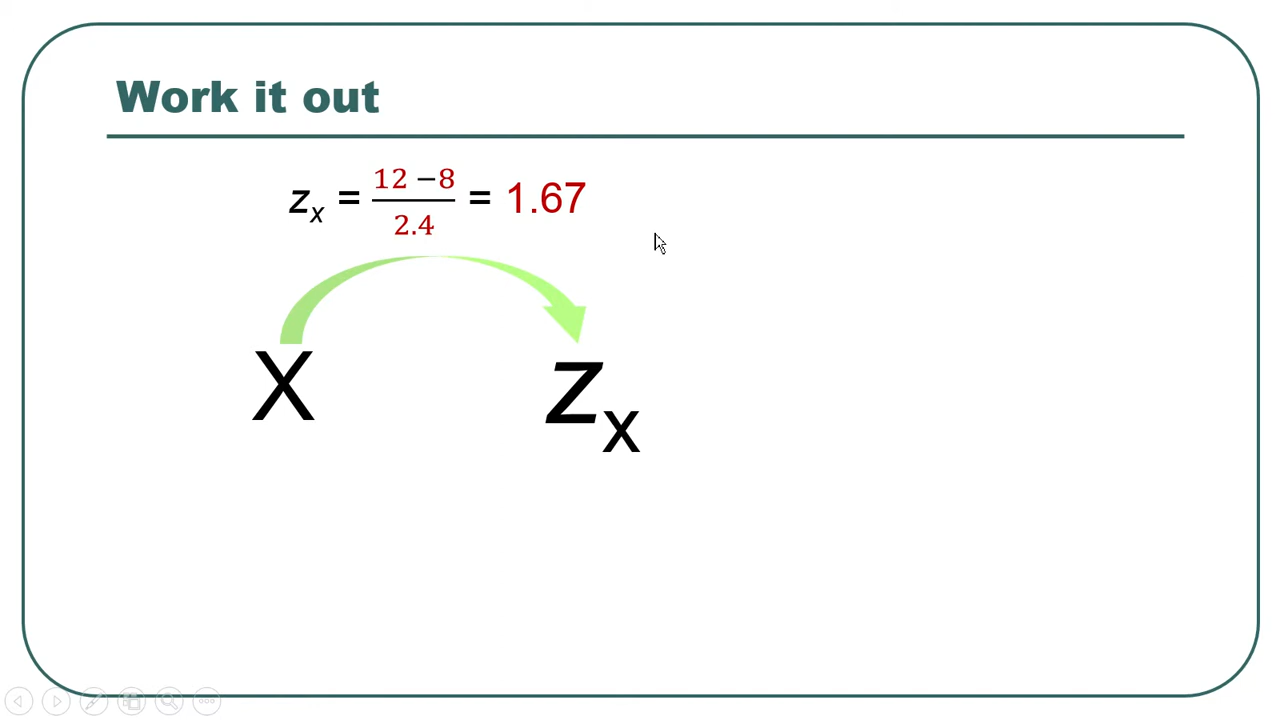 Work it out
zₓ = 12 −8 / 2.4 = 1.67
X
zₓ